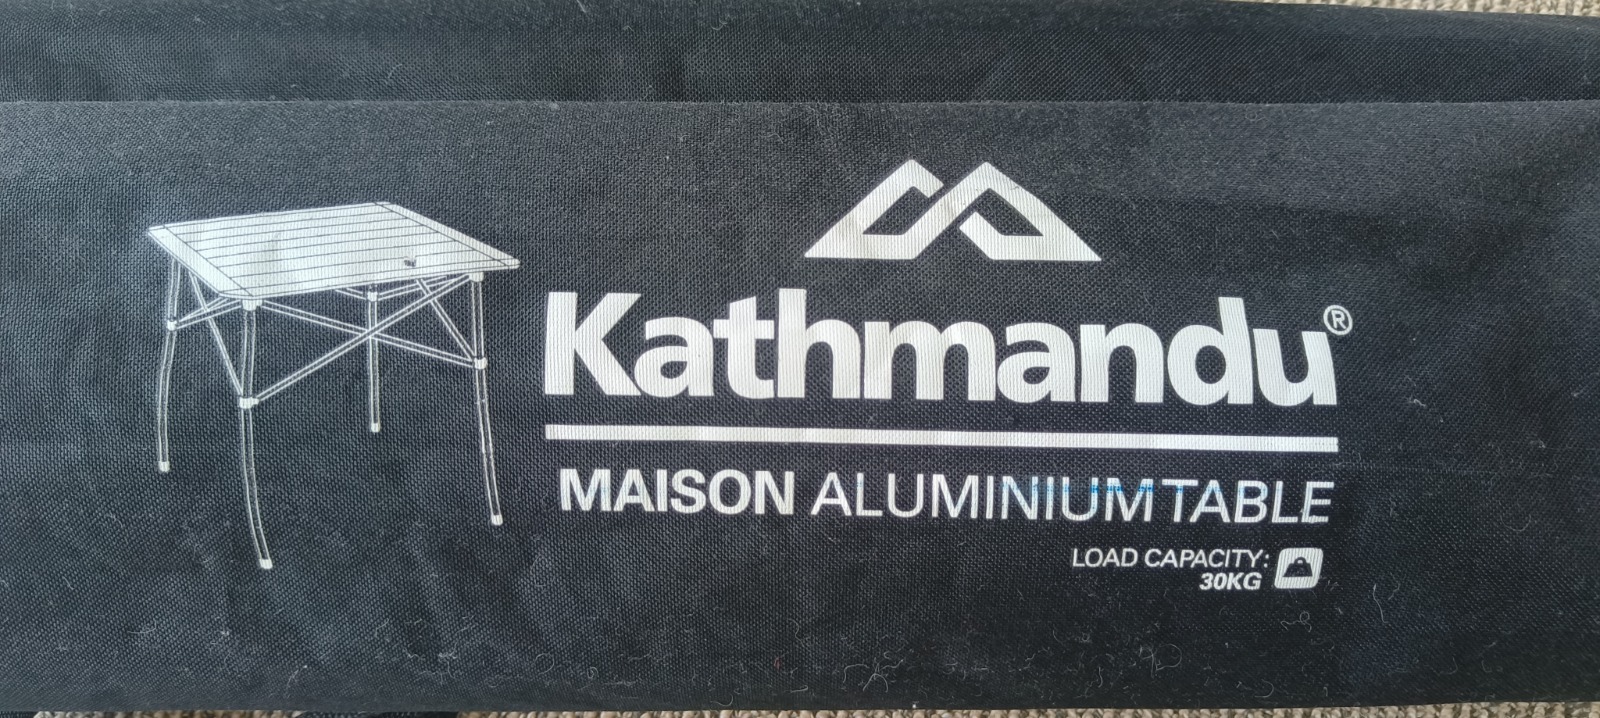 Kathmandu®
MAISON ALUMINIUM TABLE
LOAD CAPACITY:
30KG